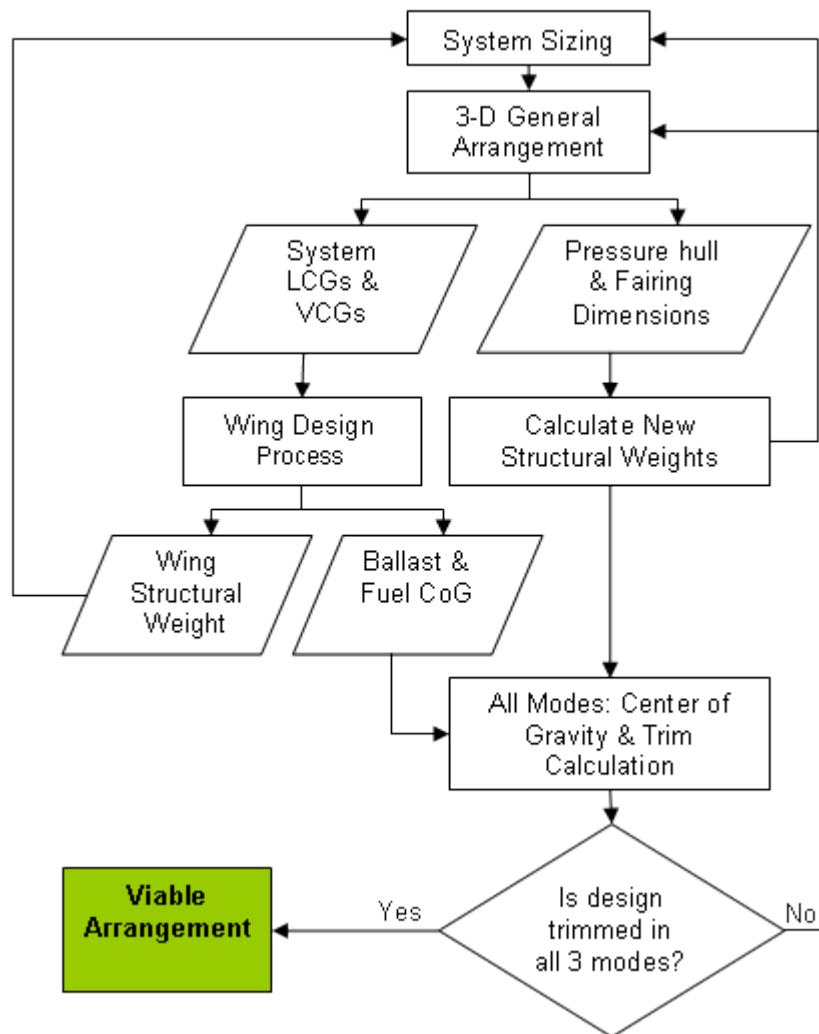 System Sizing
3-D General
Arrangement
System
LCGs &
VCGs
Pressure hull
& Fairing
Dimensions
Wing Design
Process
Calculate New
Structural Weights
Wing
Structural
Weight
Ballast &
Fuel CoG
All Modes: Center of
Gravity & Trim
Calculation
Viable
Arrangement
Yes
Is design
trimmed in
all 3 modes?
No